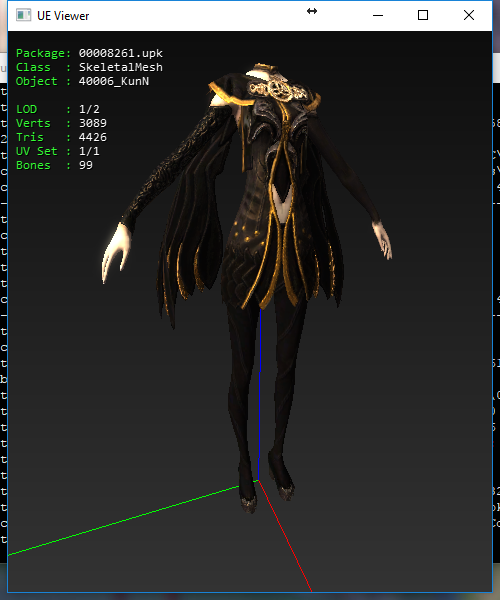 UE Viewer
Package: 00008261.upk
Class : SkeletalMesh
Object : 40006_KunN
LOD : 1/2
Verts : 3089
Tris : 4426
UV Set : 1/1
Bones : 99